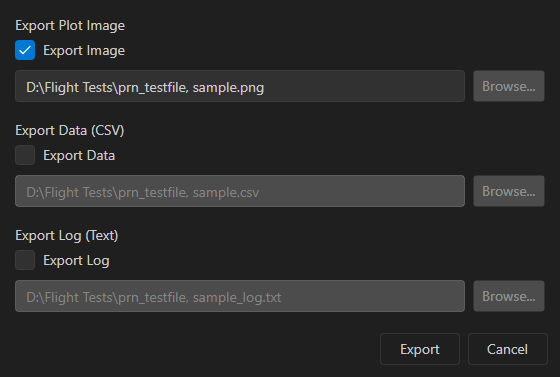 Export Plot Image
Export Image
D:\Flight Tests\prn_testfile, sample.png Browse...
Export Data (CSV)
Export Data
D:\Flight Tests\prn_testfile, sample.csv Browse...
Export Log (Text)
Export Log
D:\Flight Tests\prn_testfile, sample_log.txt Browse...
Export Cancel